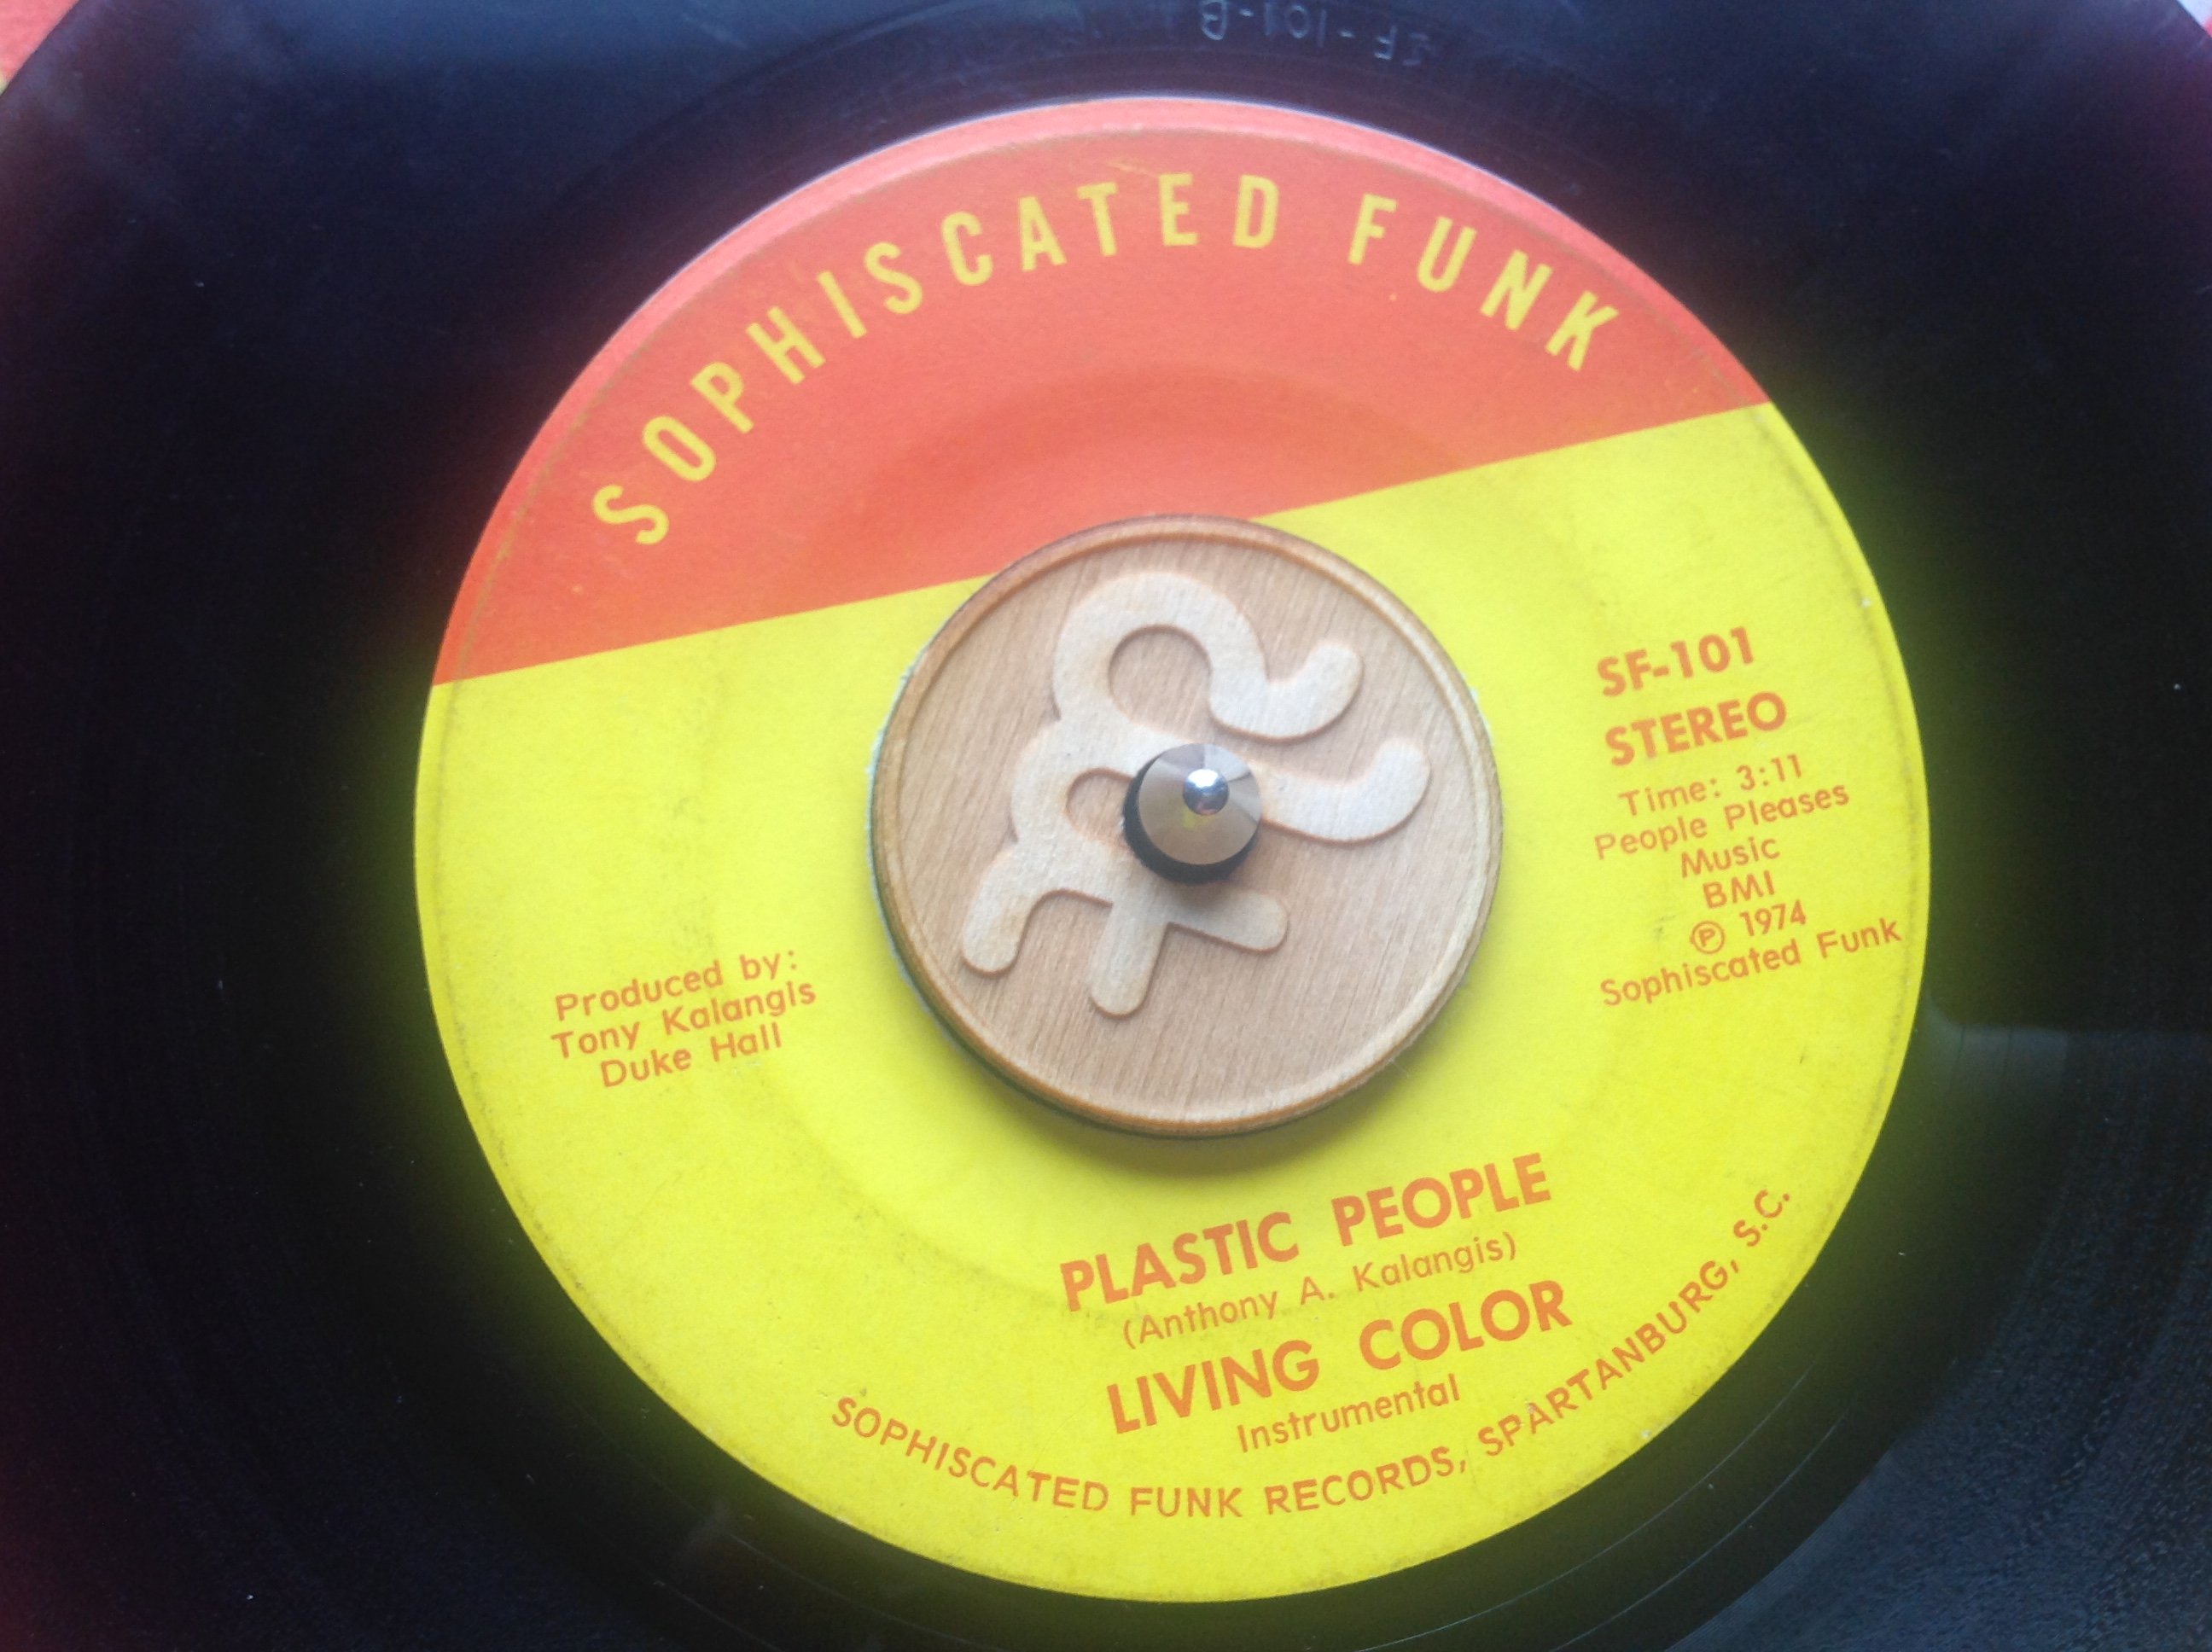 SF-101-B
SOPHISCATED FUNK
SF-101
STEREO
Time: 3:11
People Pleases
Music
BMI
℗ 1974
Sophiscated Funk
Produced by:
Tony Kalangis
Duke Hall
PLASTIC PEOPLE
(Anthony A. Kalangis)
LIVING COLOR
Instrumental
SOPHISCATED FUNK RECORDS, SPARTANBURG, S.C.